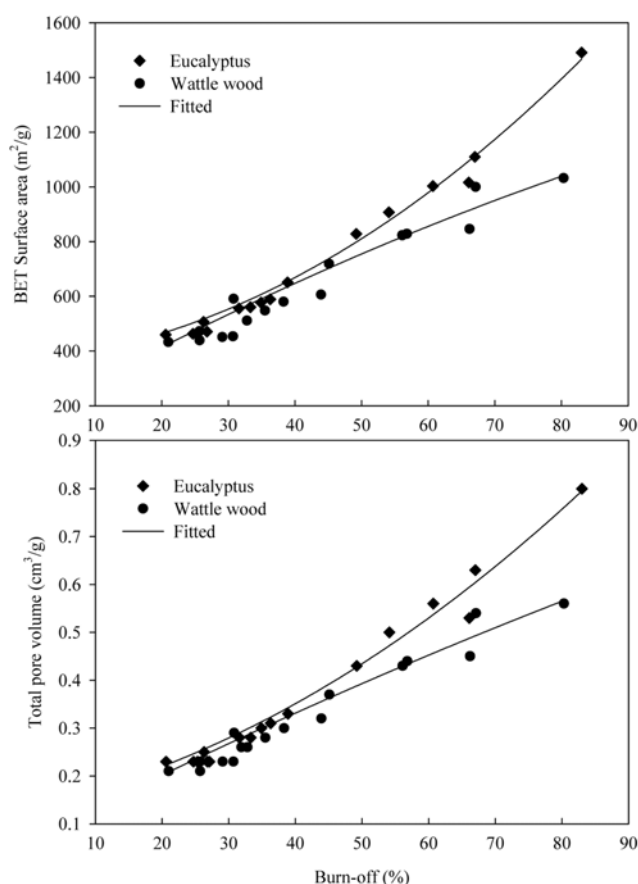 1600
1400
1200
1000
800
600
400
200
BET Surface area (m²/g)
Eucalyptus
Wattle wood
Fitted
10 20 30 40 50 60 70 80 90
0.9
0.8
0.7
0.6
0.5
0.4
0.3
0.2
0.1
Total pore volume (cm³/g)
Eucalyptus
Wattle wood
Fitted
10 20 30 40 50 60 70 80 90
Burn-off (%)